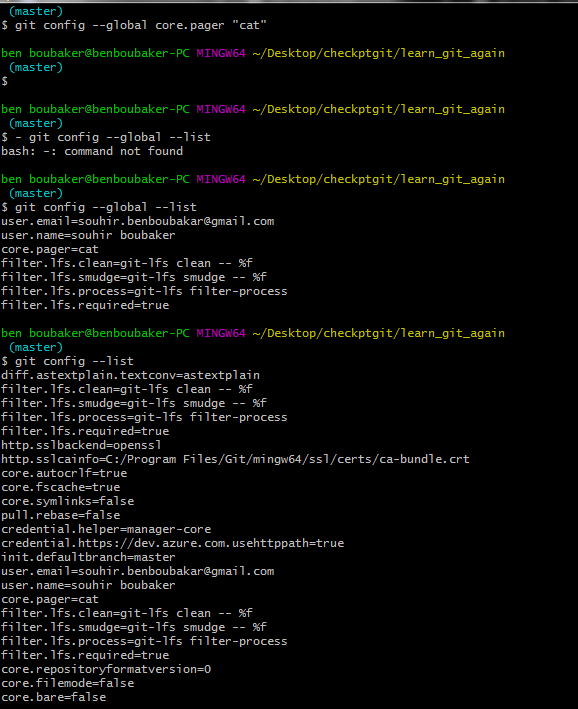 (master)
$ git config --global core.pager "cat"
ben boubaker@benboubaker-PC MINGW64 ~/Desktop/checkptgit/learn_git_again
(master)
$
ben boubaker@benboubaker-PC MINGW64 ~/Desktop/checkptgit/learn_git_again
(master)
$ - git config --global --list
bash: -: command not found
ben boubaker@benboubaker-PC MINGW64 ~/Desktop/checkptgit/learn_git_again
(master)
$ git config --global --list
user.email=souhir.benboubakar@gmail.com
user.name=souhir boubaker
core.pager=cat
filter.lfs.clean=git-lfs clean -- %f
filter.lfs.smudge=git-lfs smudge -- %f
filter.lfs.process=git-lfs filter-process
filter.lfs.required=true
ben boubaker@benboubaker-PC MINGW64 ~/Desktop/checkptgit/learn_git_again
(master)
$ git config --list
diff.astextplain.textconv=astextplain
filter.lfs.clean=git-lfs clean -- %f
filter.lfs.smudge=git-lfs smudge -- %f
filter.lfs.process=git-lfs filter-process
filter.lfs.required=true
http.sslbackend=openssl
http.sslcainfo=C:/Program Files/Git/mingw64/ssl/certs/ca-bundle.crt
core.autocrlf=true
core.fscache=true
core.symlinks=false
pull.rebase=false
credential.helper=manager-core
credential.https://dev.azure.com.usehttppath=true
init.defaultbranch=master
user.email=souhir.benboubakar@gmail.com
user.name=souhir boubaker
core.pager=cat
filter.lfs.clean=git-lfs clean -- %f
filter.lfs.smudge=git-lfs smudge -- %f
filter.lfs.process=git-lfs filter-process
filter.lfs.required=true
core.repositoryformatversion=0
core.filemode=false
core.bare=false